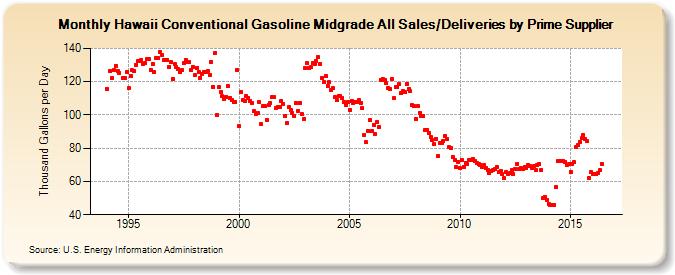 Monthly Hawaii Conventional Gasoline Midgrade All Sales/Deliveries by Prime Supplier
Thousand Gallons per Day
140
120
100
80
60
40
1995 2000 2005 2010 2015
Source: U.S. Energy Information Administration